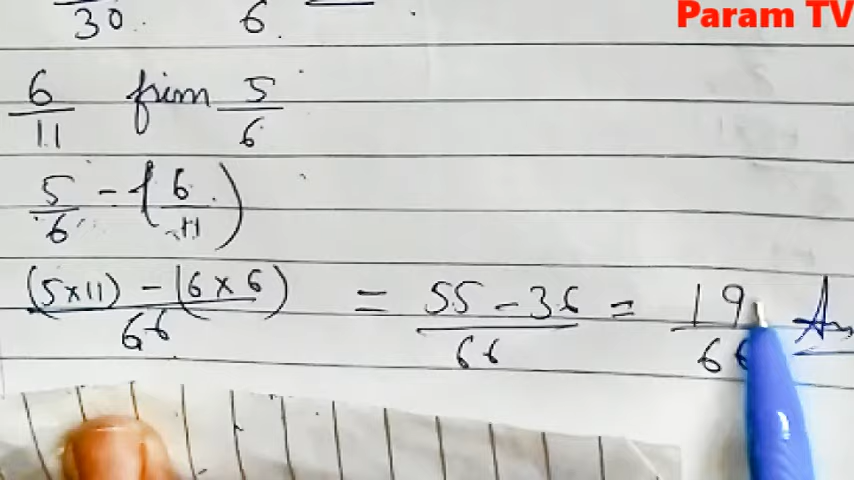 Param TV
30 6
6/11 from 5/6
5/6 - (6/11)
(5×11) - (6×6)/66 = 55-36/66 = 19/66 An